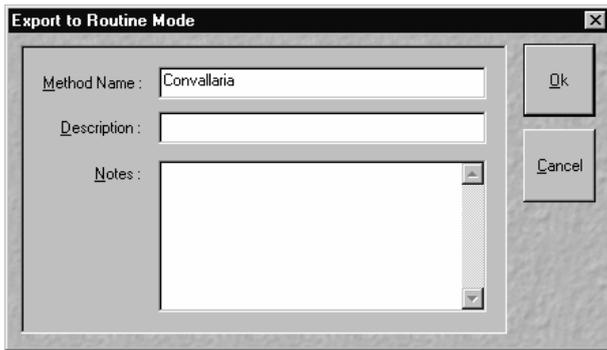 Export to Routine Mode
Method Name : Convallaria
Ok
Description :
Notes :
Cancel